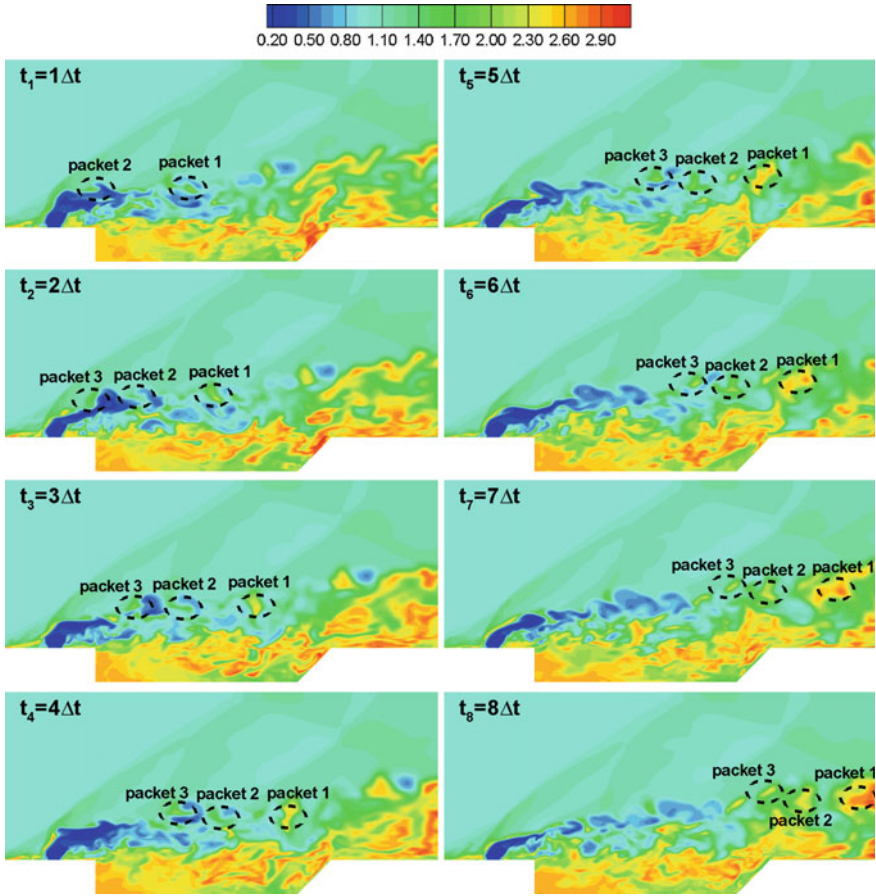 0.20 0.50 0.80 1.10 1.40 1.70 2.00 2.30 2.60 2.90
t₁=1Δt
packet 2
packet 1
t₂=2Δt
packet 3
packet 2
packet 1
t₃=3Δt
packet 3
packet 2
packet 1
t₄=4Δt
packet 3
packet 2
packet 1
t₅=5Δt
packet 3
packet 2
packet 1
t₆=6Δt
packet 3
packet 2
packet 1
t₇=7Δt
packet 3
packet 2
packet 1
t₈=8Δt
packet 3
packet 1
packet 2